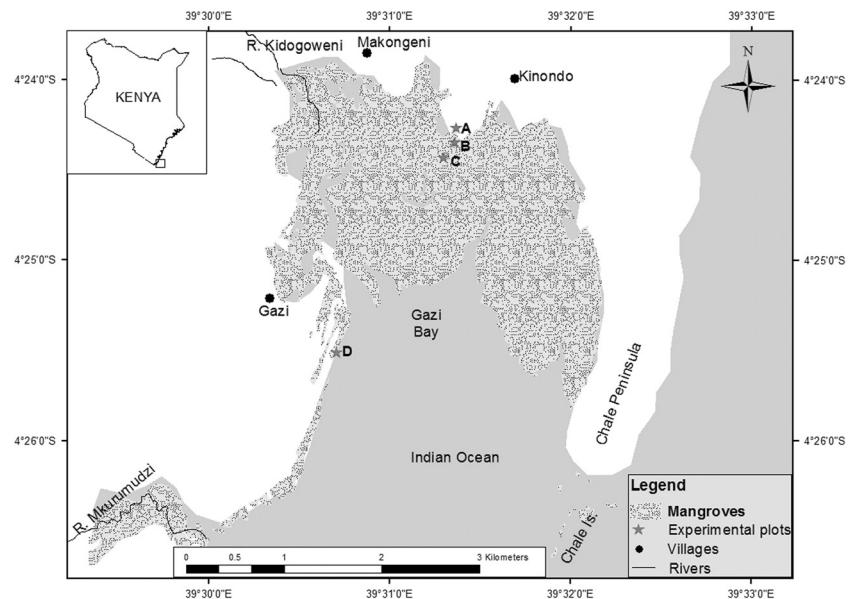 39°30'0"E 39°31'0"E 39°32'0"E 39°33'0"E
R. Kidogoweni
Makongeni
N
4°24'0"S
Kinondo
4°24'0"S
KENYA
A
B
C
4°25'0"S
4°25'0"S
Gazi
Gazi
Bay
D
Chale Peninsula
4°26'0"S
Indian Ocean
4°26'0"S
R. Mkurumudzi
Chale Is.
Legend
Mangroves
Experimental plots
Villages
Rivers
0 0.5 1 2 3 Kilometers
39°30'0"E 39°31'0"E 39°32'0"E 39°33'0"E